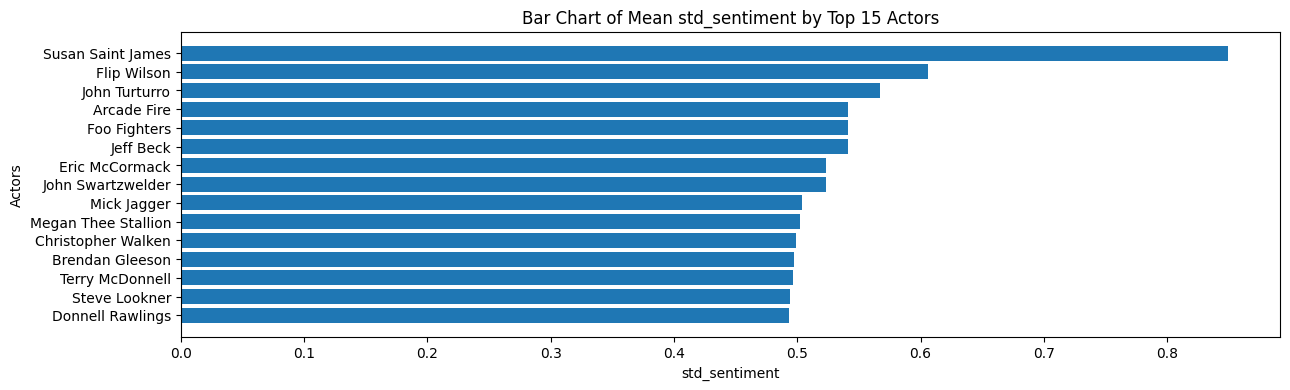 Bar Chart of Mean std_sentiment by Top 15 Actors
Actors
Susan Saint James
Flip Wilson
John Turturro
Arcade Fire
Foo Fighters
Jeff Beck
Eric McCormack
John Swartzwelder
Mick Jagger
Megan Thee Stallion
Christopher Walken
Brendan Gleeson
Terry McDonnell
Steve Lookner
Donnell Rawlings
0.0 0.1 0.2 0.3 0.4 0.5 0.6 0.7 0.8
std_sentiment